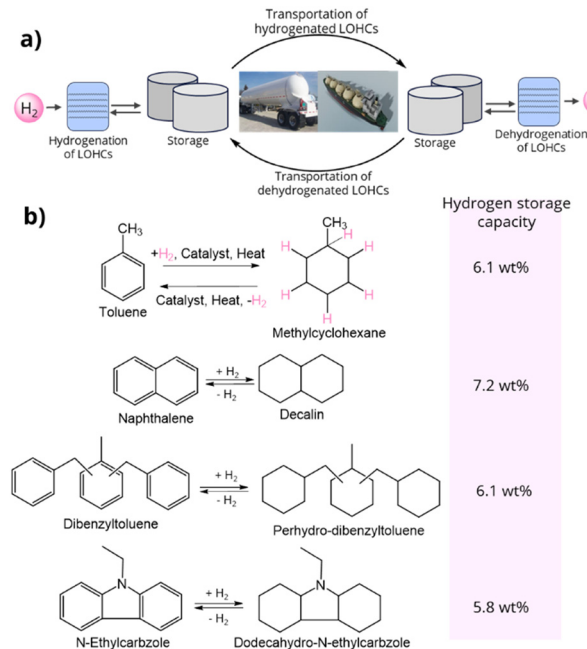 a)
Transportation of
hydrogenated LOHCs
H₂
Hydrogenation
of LOHCs
Storage
Storage
Dehydrogenation
of LOHCs
Transportation of
dehydrogenated LOHCs
b)
Hydrogen storage
capacity
CH₃
+H₂, Catalyst, Heat
Catalyst, Heat, -H₂
Toluene
CH₃
H
H
H
H
H
H
Methylcyclohexane
6.1 wt%
+ H₂
- H₂
Naphthalene
Decalin
7.2 wt%
+ H₂
- H₂
Dibenzyltoluene
Perhydro-dibenzyltoluene
6.1 wt%
N
+ H₂
- H₂
N
N-Ethylcarbzole
Dodecahydro-N-ethylcarbzole
5.8 wt%